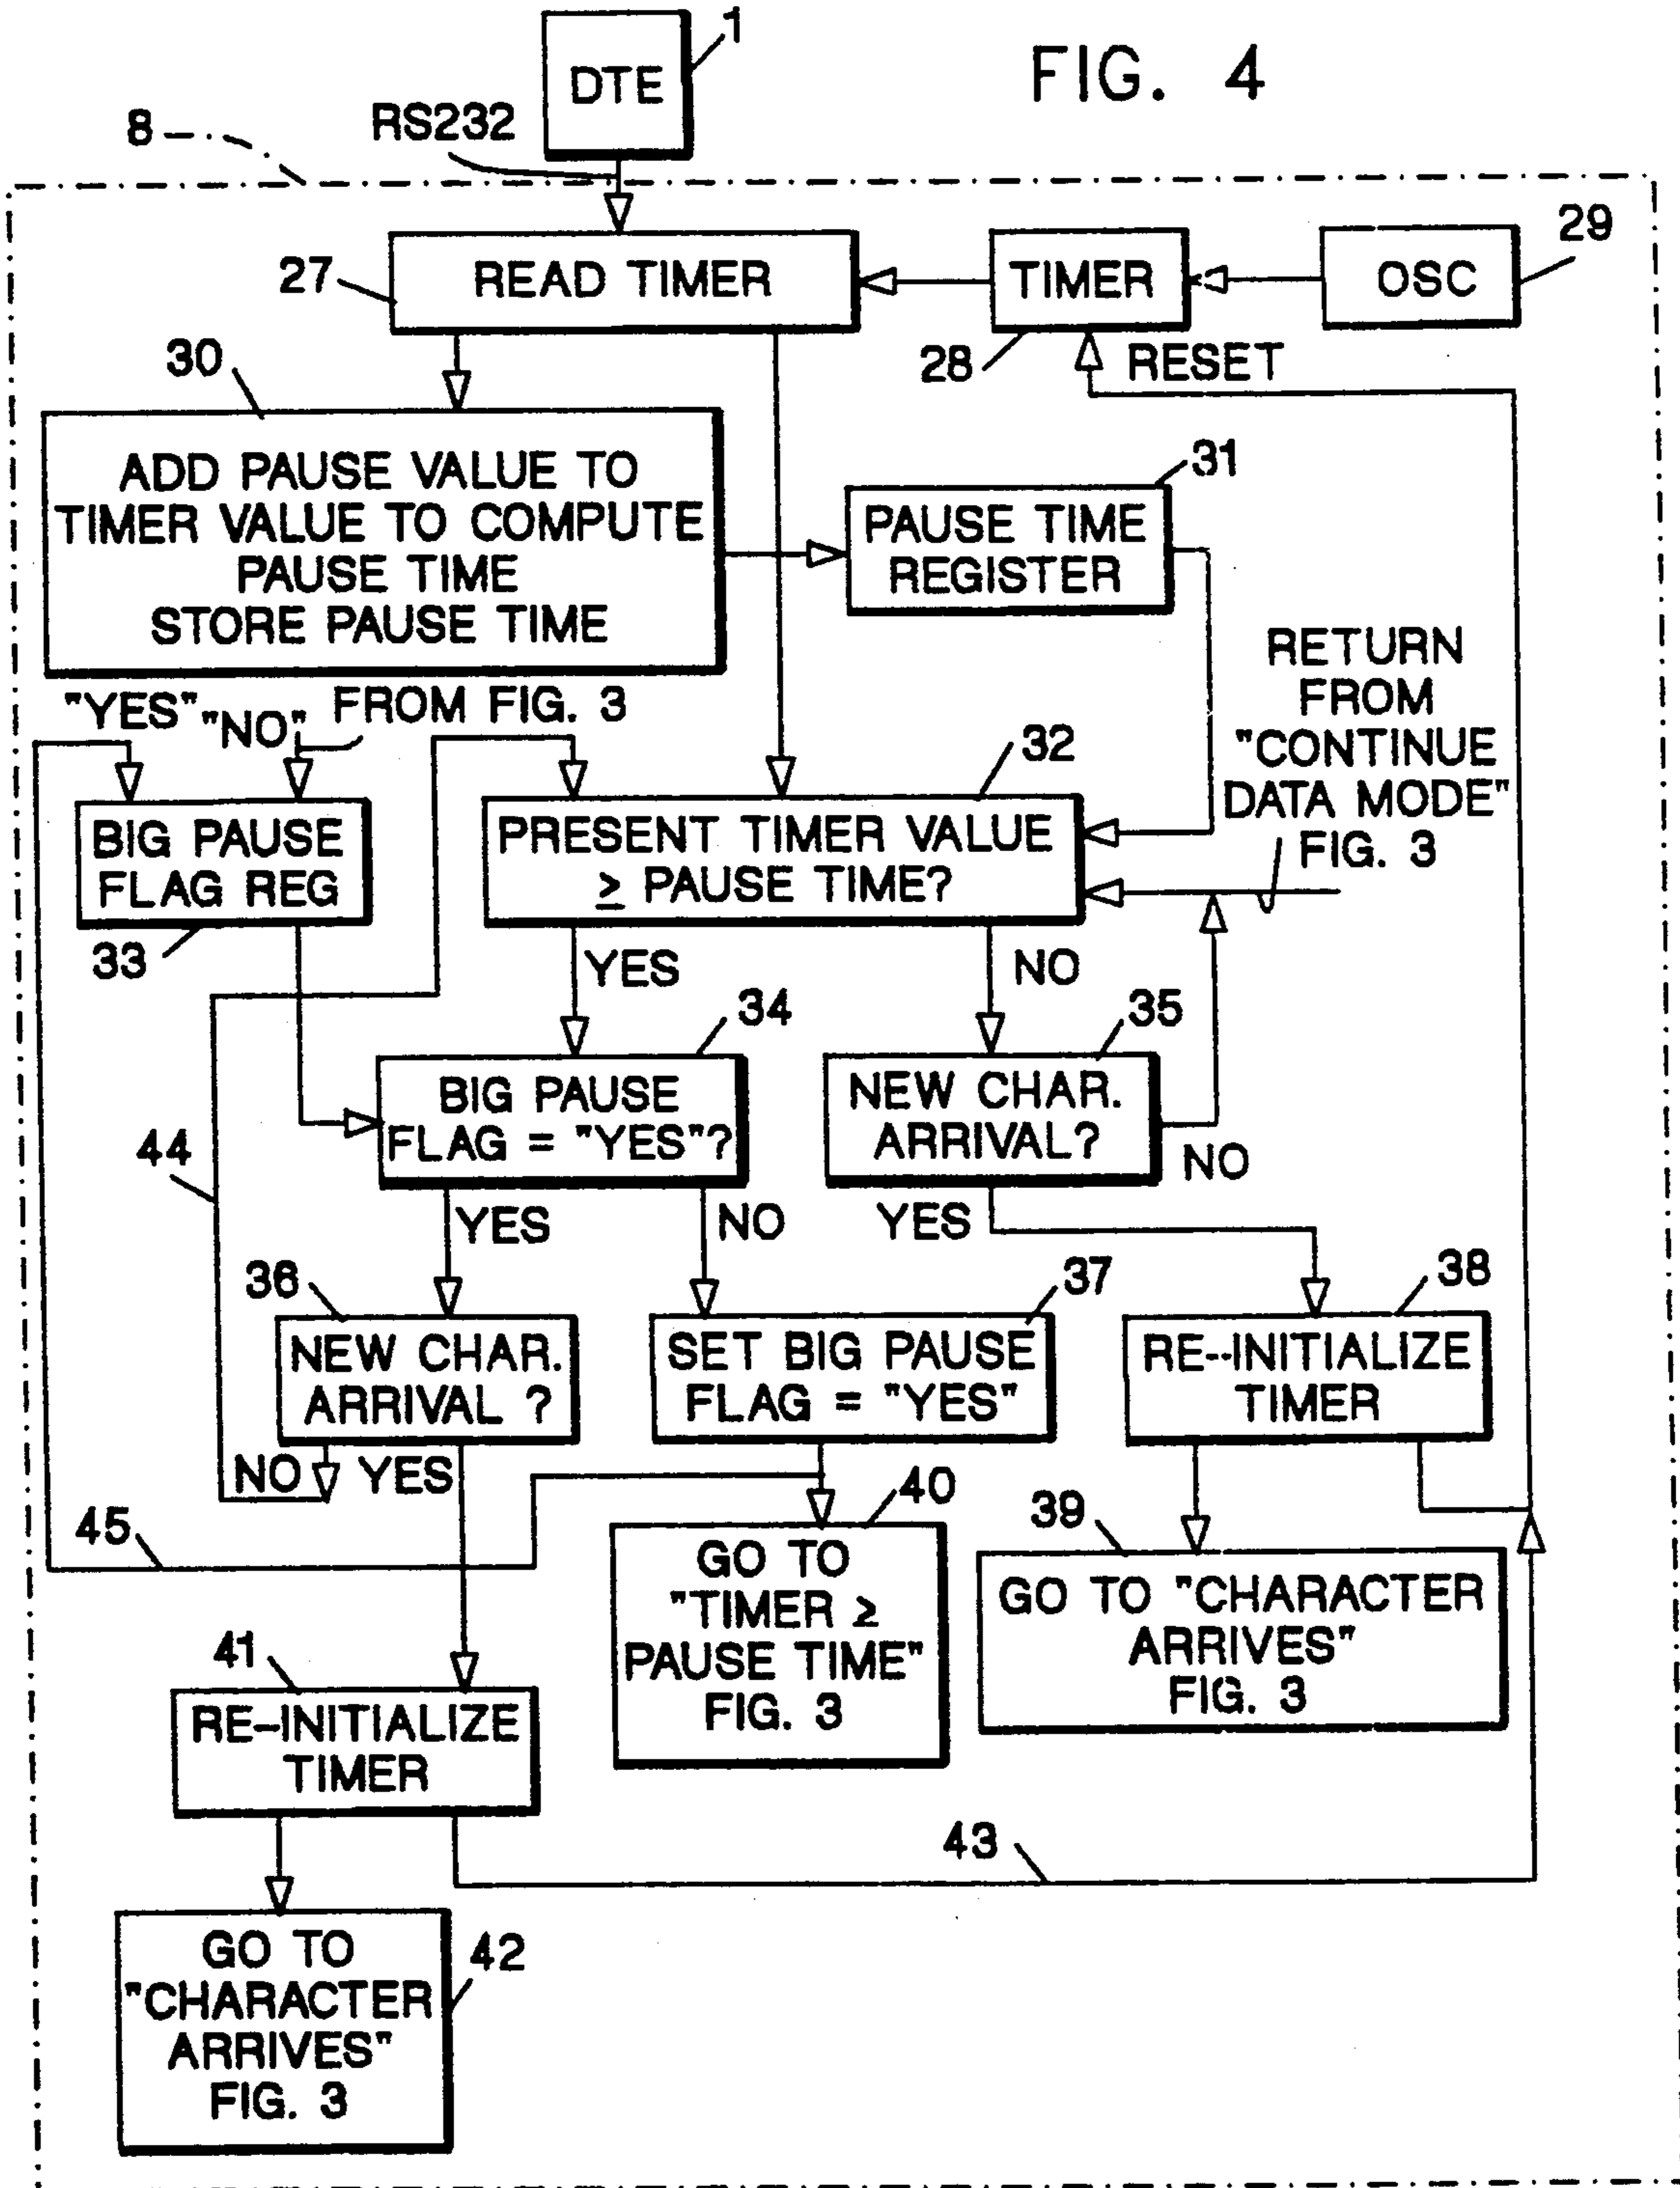 FIG. 4
1
DTE
RS232
8
27
READ TIMER
TIMER
28
RESET
OSC
29
30
ADD PAUSE VALUE TO
TIMER VALUE TO COMPUTE
PAUSE TIME
STORE PAUSE TIME
31
PAUSE TIME
REGISTER
RETURN
FROM
"CONTINUE
DATA MODE"
FIG. 3
"YES"
"NO"
FROM FIG. 3
BIG PAUSE
FLAG REG
33
32
PRESENT TIMER VALUE
≥ PAUSE TIME?
YES
NO
34
BIG PAUSE
FLAG = "YES"?
35
NEW CHAR.
ARRIVAL?
NO
44
YES
NO
YES
36
NEW CHAR.
ARRIVAL ?
37
SET BIG PAUSE
FLAG = "YES"
38
RE--INITIALIZE
TIMER
NO
YES
45
40
GO TO
"TIMER ≥
PAUSE TIME"
FIG. 3
39
GO TO "CHARACTER
ARRIVES"
FIG. 3
41
RE-INITIALIZE
TIMER
43
42
GO TO
"CHARACTER
ARRIVES"
FIG. 3